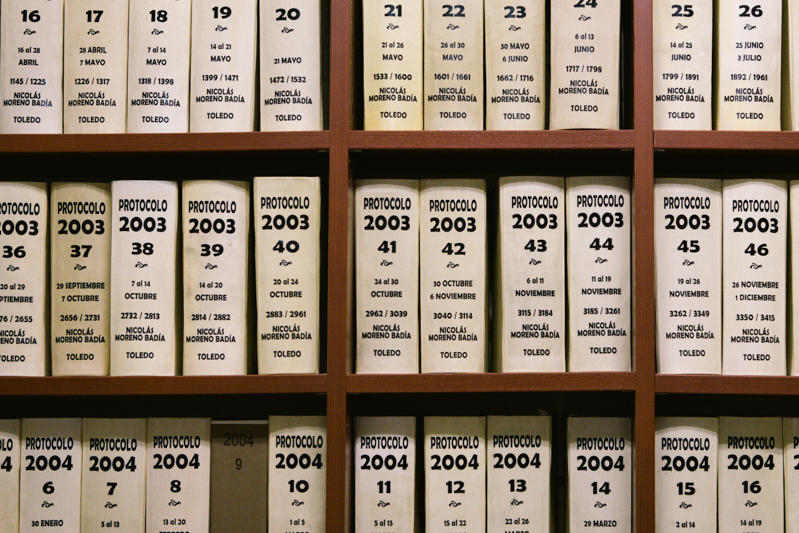 16
16 al 28
ABRIL
1145 / 1225
NICOLÁS
MORENO BADÍA
TOLEDO
17
28 ABRIL
7 MAYO
1226 / 1317
NICOLÁS
MORENO BADÍA
TOLEDO
18
7 al 14
MAYO
1318 / 1398
NICOLÁS
MORENO BADÍA
TOLEDO
19
14 al 21
MAYO
1399 / 1471
NICOLÁS
MORENO BADÍA
TOLEDO
20
21 MAYO
1472 / 1532
NICOLÁS
MORENO BADÍA
TOLEDO
21
21 al 26
MAYO
1533 / 1600
NICOLÁS
MORENO BADÍA
TOLEDO
22
26 al 30
MAYO
1601 / 1661
NICOLÁS
MORENO BADÍA
TOLEDO
23
30 MAYO
6 JUNIO
1662 / 1716
NICOLÁS
MORENO BADÍA
TOLEDO
24
6 al 13
JUNIO
1717 / 1798
NICOLÁS
MORENO BADÍA
TOLEDO
25
14 al 25
JUNIO
1799 / 1891
NICOLÁS
MORENO BADÍA
TOLEDO
26
25 JUNIO
3 JULIO
1892 / 1961
NICOLÁS
MORENO BADÍA
TOLEDO
ROTOCOLO
003
36
20 al 29
PTIEMBRE
76 / 2655
NICOLÁS
RENO BADÍA
TOLEDO
PROTOCOLO
2003
37
29 SEPTIEMBRE
7 OCTUBRE
2656 / 2731
NICOLÁS
MORENO BADÍA
TOLEDO
PROTOCOLO
2003
38
7 al 14
OCTUBRE
2732 / 2813
NICOLÁS
MORENO BADÍA
TOLEDO
PROTOCOLO
2003
39
14 al 20
OCTUBRE
2814 / 2882
NICOLÁS
MORENO BADÍA
TOLEDO
PROTOCOLO
2003
40
20 al 24
OCTUBRE
2883 / 2961
NICOLÁS
MORENO BADÍA
TOLEDO
PROTOCOLO
2003
41
24 al 30
OCTUBRE
2962 / 3039
NICOLÁS
MORENO BADÍA
TOLEDO
PROTOCOLO
2003
42
30 OCTUBRE
6 NOVIEMBRE
3040 / 3114
NICOLÁS
MORENO BADÍA
TOLEDO
PROTOCOLO
2003
43
6 al 11
NOVIEMBRE
3115 / 3184
NICOLÁS
MORENO BADÍA
TOLEDO
PROTOCOLO
2003
44
11 al 19
NOVIEMBRE
3185 / 3261
NICOLÁS
MORENO BADÍA
TOLEDO
PROTOCOLO
2003
45
19 al 26
NOVIEMBRE
3262 / 3349
NICOLÁS
MORENO BADÍA
TOLEDO
PROTOCOLO
2003
46
26 NOVIEMBRE
1 DICIEMBRE
3350 / 3415
NICOLÁS
MORENO BADÍA
TOLEDO
PROTOCOLO
2004
6
30 ENERO
PROTOCOLO
2004
7
5 al 13
PROTOCOLO
2004
8
13 al 20
FEBRERO
2004
9
PROTOCOLO
2004
10
1 al 5
MARZO
PROTOCOLO
2004
11
5 al 15
PROTOCOLO
2004
12
15 al 22
PROTOCOLO
2004
13
22 al 26
MARZO
PROTOCOLO
2004
14
29 MARZO
PROTOCOLO
2004
15
2 al 14
PROTOCOLO
2004
16
14 al 19